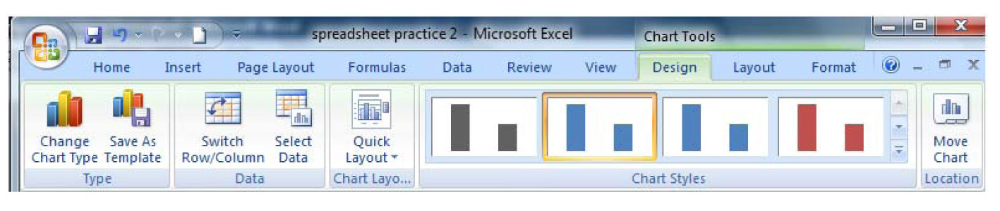 spreadsheet practice 2 - Microsoft Excel
Chart Tools
Home Insert Page Layout Formulas Data Review View Design Layout Format
Change Chart Type
Save As Template
Switch Row/Column
Select Data
Quick Layout
Move Chart
Type
Data
Chart Layo...
Chart Styles
Location